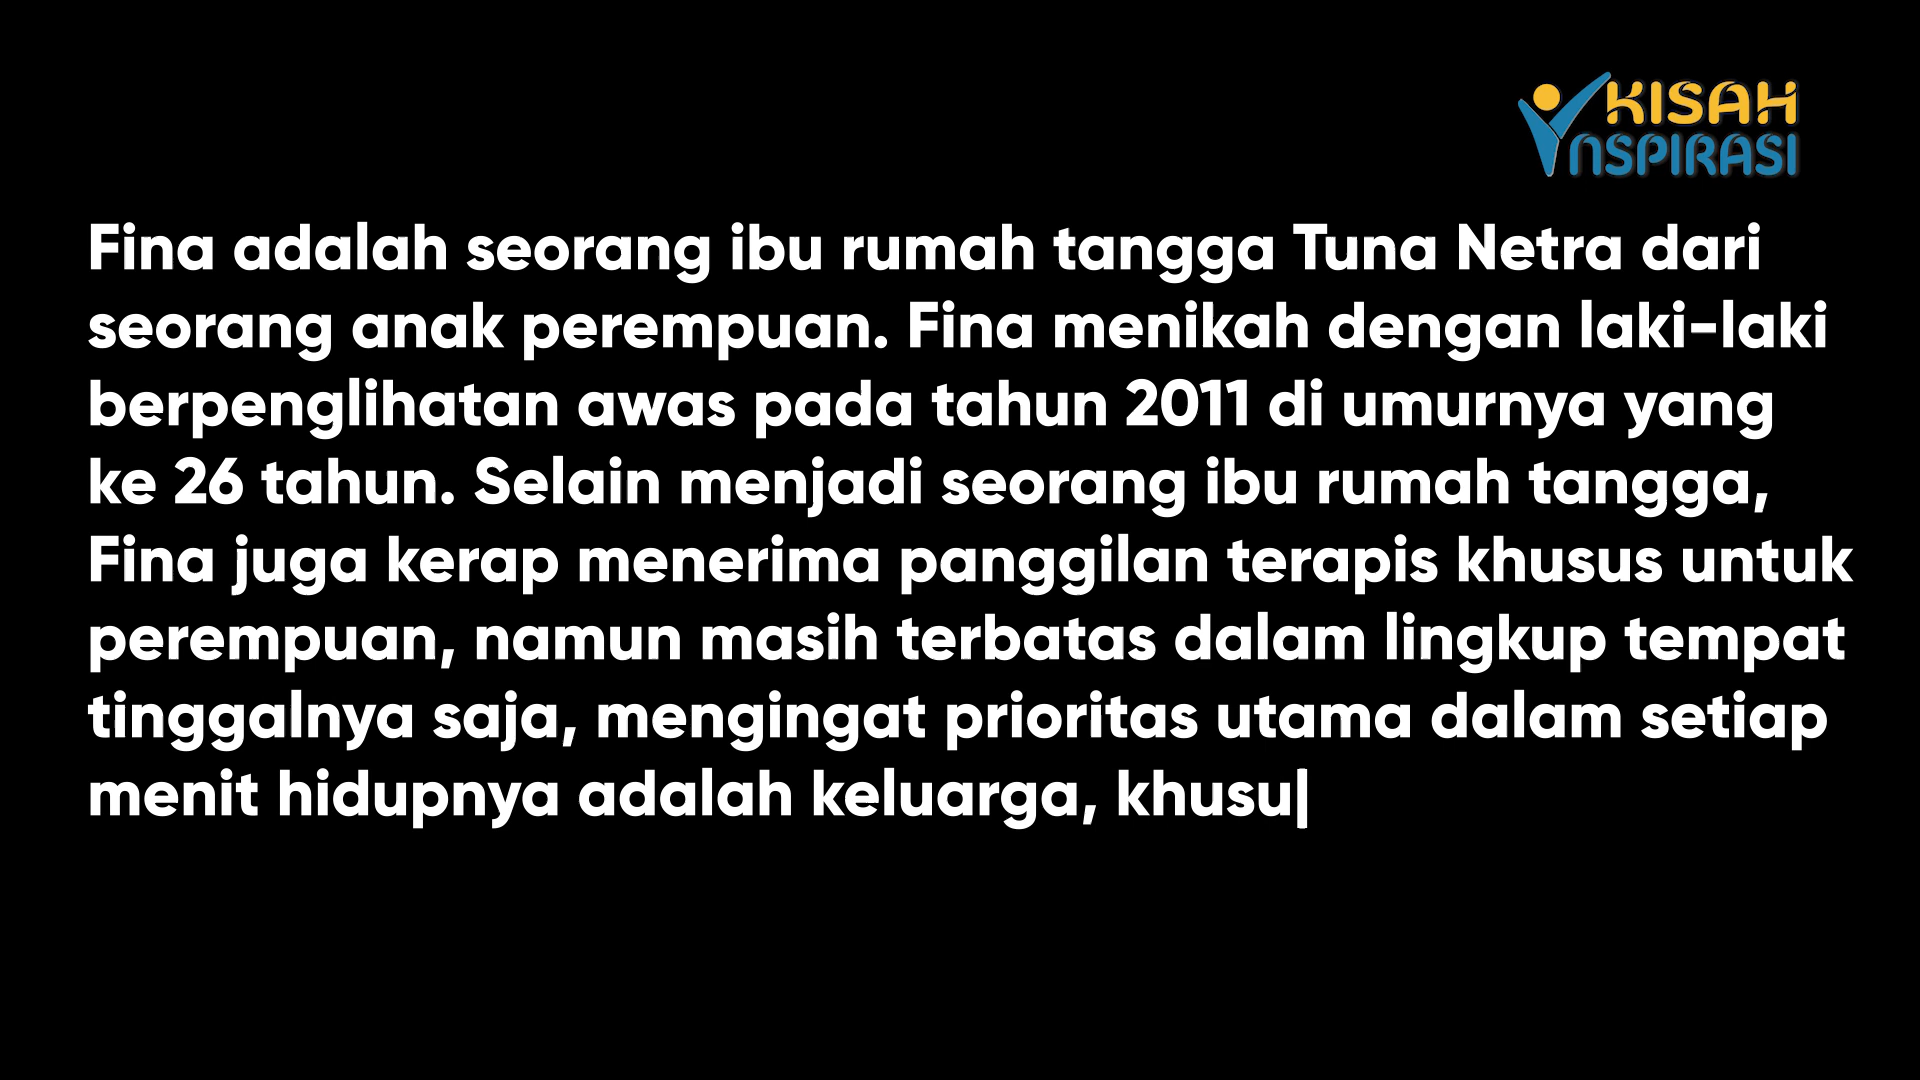 KISAH
INSPIRASI
Fina adalah seorang ibu rumah tangga Tuna Netra dari
seorang anak perempuan. Fina menikah dengan laki-laki
berpenglihatan awas pada tahun 2011 di umurnya yang
ke 26 tahun. Selain menjadi seorang ibu rumah tangga,
Fina juga kerap menerima panggilan terapis khusus untuk
perempuan, namun masih terbatas dalam lingkup tempat
tinggalnya saja, mengingat prioritas utama dalam setiap
menit hidupnya adalah keluarga, khusu|